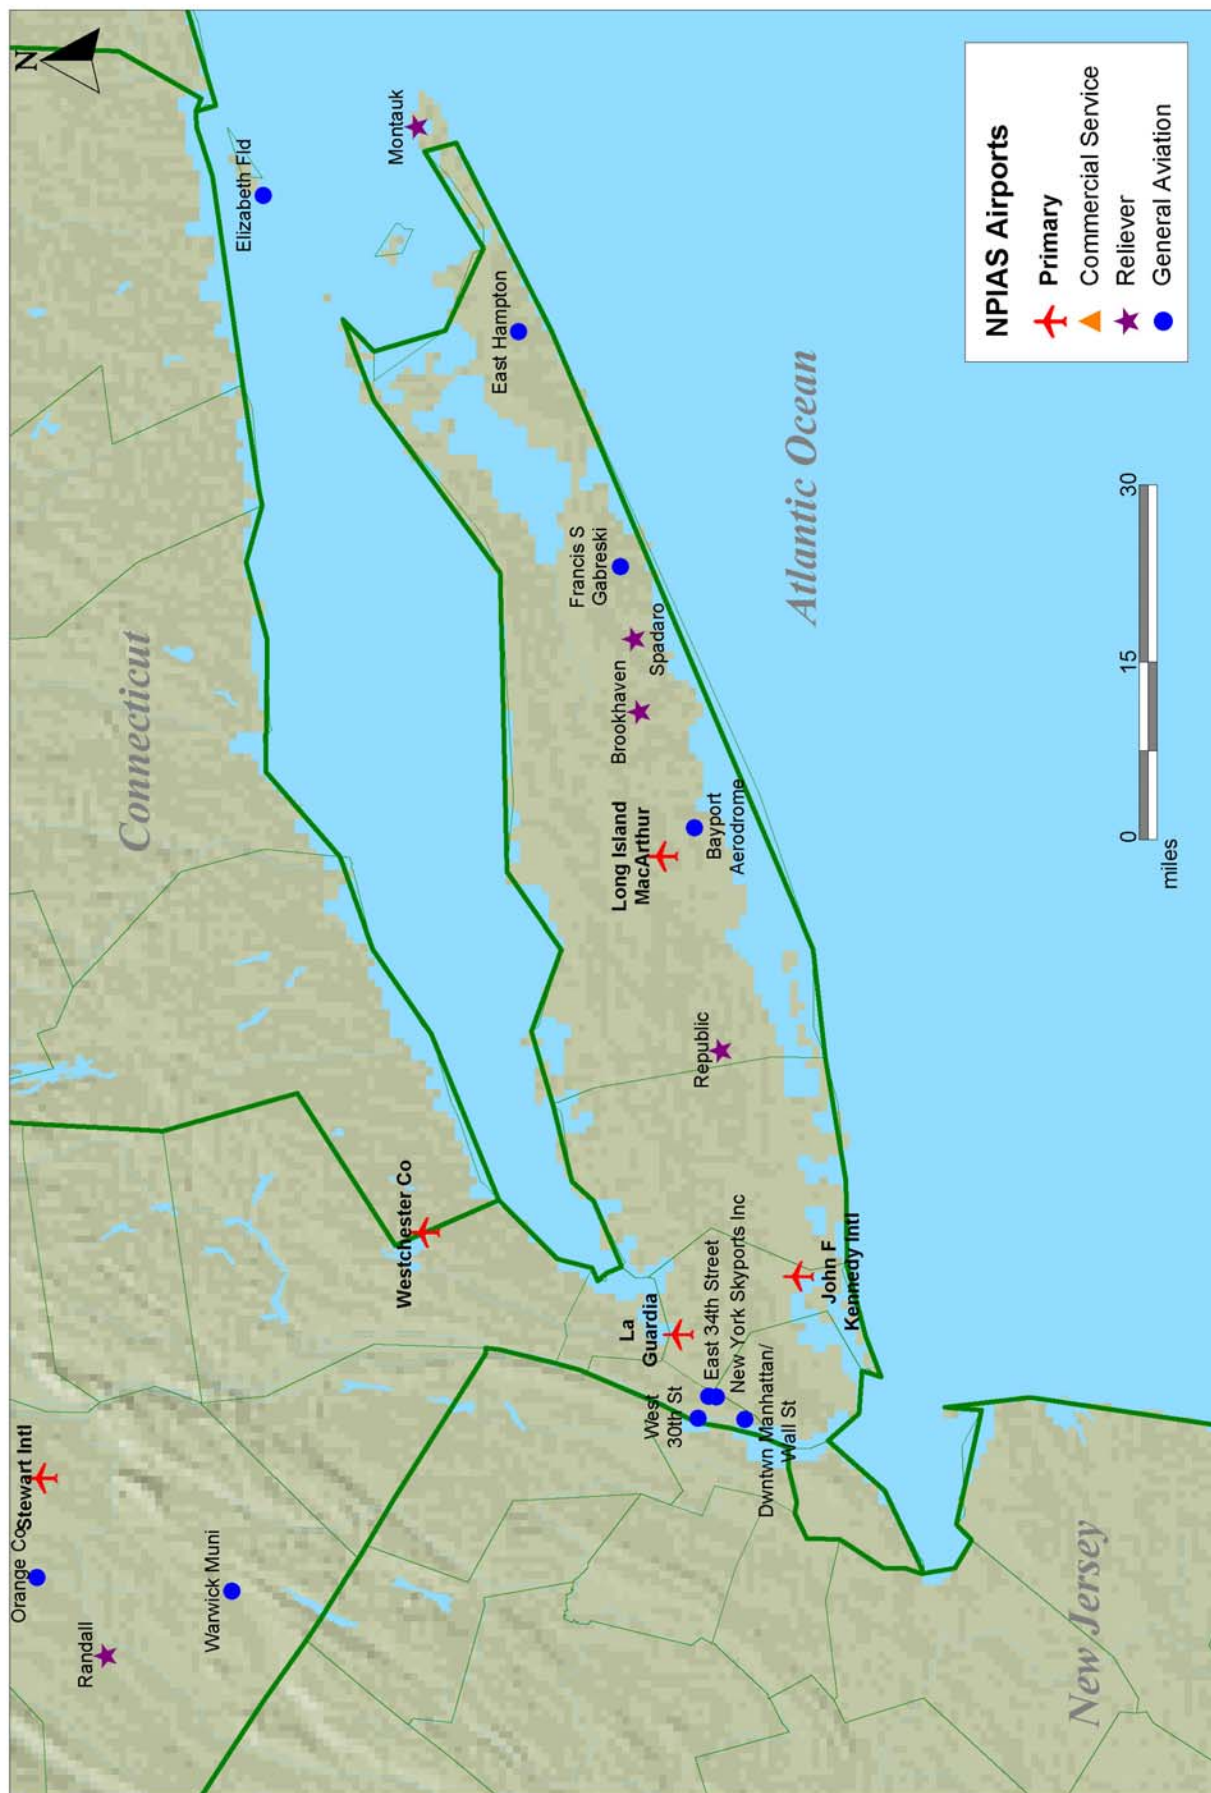 N
Orange Co
Stewart Intl
Randall
Warwick Muni
Connecticut
Elizabeth Fld
Montauk
Westchester Co
East Hampton
Francis S
Gabreski
Spadaro
Brookhaven
Long Island
MacArthur
Bayport
Aerodrome
Republic
La
Guardia
East 34th Street
New York Skyports Inc
West
30th St
Dwntwn Manhattan/
Wall St
John F
Kennedy Intl
Atlantic Ocean
New Jersey
NPIAS Airports
Primary
Commercial Service
Reliever
General Aviation
0 15 30
miles